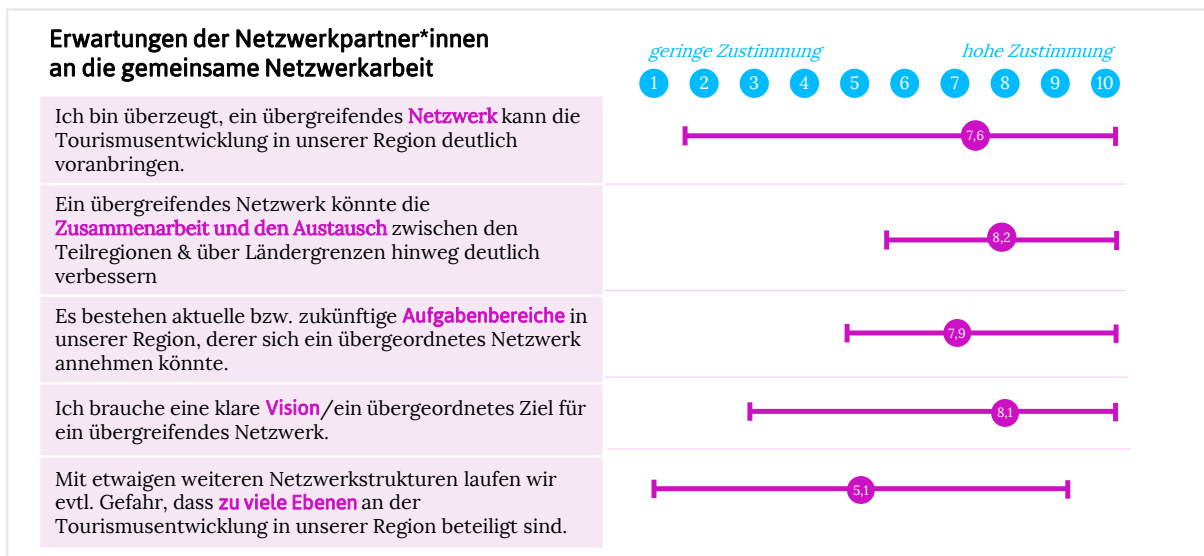 Erwartungen der Netzwerkpartner*innen
an die gemeinsame Netzwerkarbeit
geringe Zustimmung
hohe Zustimmung
1 2 3 4 5 6 7 8 9 10
Ich bin überzeugt, ein übergreifendes Netzwerk kann die
Tourismusentwicklung in unserer Region deutlich
voranbringen.
7,6
Ein übergreifendes Netzwerk könnte die
Zusammenarbeit und den Austausch zwischen den
Teilregionen & über Ländergrenzen hinweg deutlich
verbessern
8,2
Es bestehen aktuelle bzw. zukünftige Aufgabenbereiche in
unserer Region, derer sich ein übergeordnetes Netzwerk
annehmen könnte.
7,9
Ich brauche eine klare Vision/ein übergeordnetes Ziel für
ein übergreifendes Netzwerk.
8,1
Mit etwaigen weiteren Netzwerkstrukturen laufen wir
evtl. Gefahr, dass zu viele Ebenen an der
Tourismusentwicklung in unserer Region beteiligt sind.
5,1